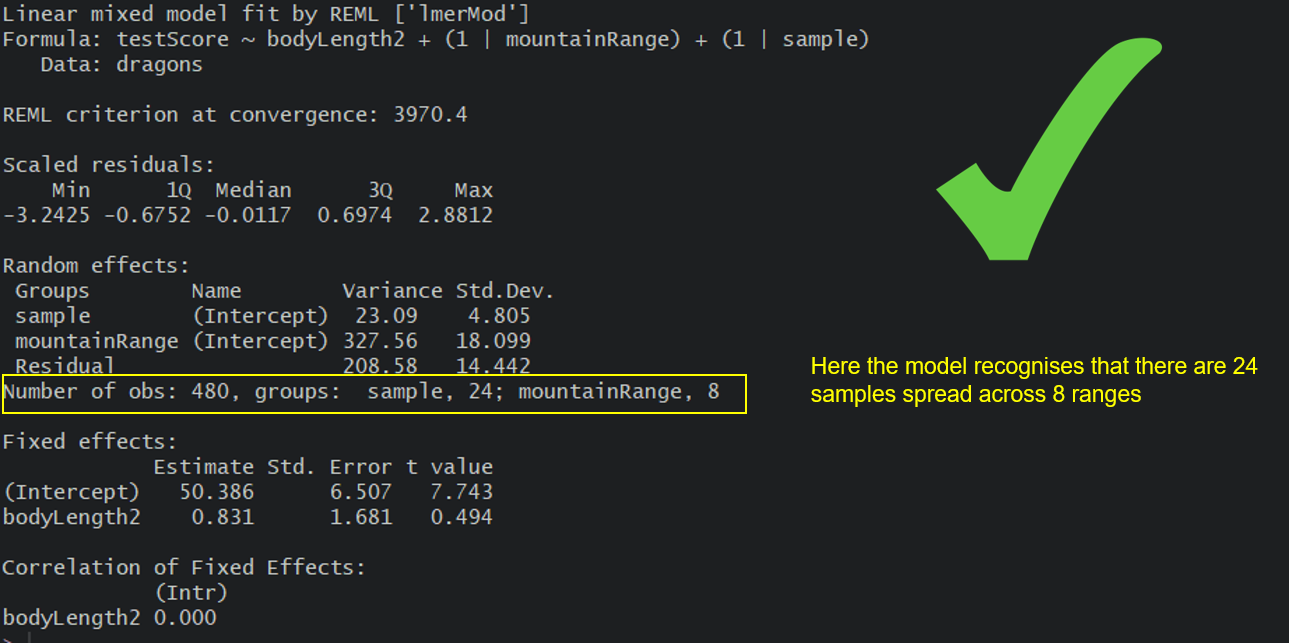 Linear mixed model fit by REML ['lmerMod']
Formula: testScore ~ bodyLength2 + (1 | mountainRange) + (1 | sample)
   Data: dragons
REML criterion at convergence: 3970.4
Scaled residuals:
    Min      1Q  Median      3Q     Max
-3.2425 -0.6752 -0.0117  0.6974  2.8812
Random effects:
 Groups        Name        Variance Std.Dev.
 sample        (Intercept)  23.09    4.805
 mountainRange (Intercept) 327.56   18.099
 Residual                  208.58   14.442
Number of obs: 480, groups:  sample, 24; mountainRange, 8
Here the model recognises that there are 24
samples spread across 8 ranges
Fixed effects:
            Estimate Std. Error t value
(Intercept)   50.386      6.507   7.743
bodyLength2    0.831      1.681   0.494
Correlation of Fixed Effects:
            (Intr)
bodyLength2 0.000
>